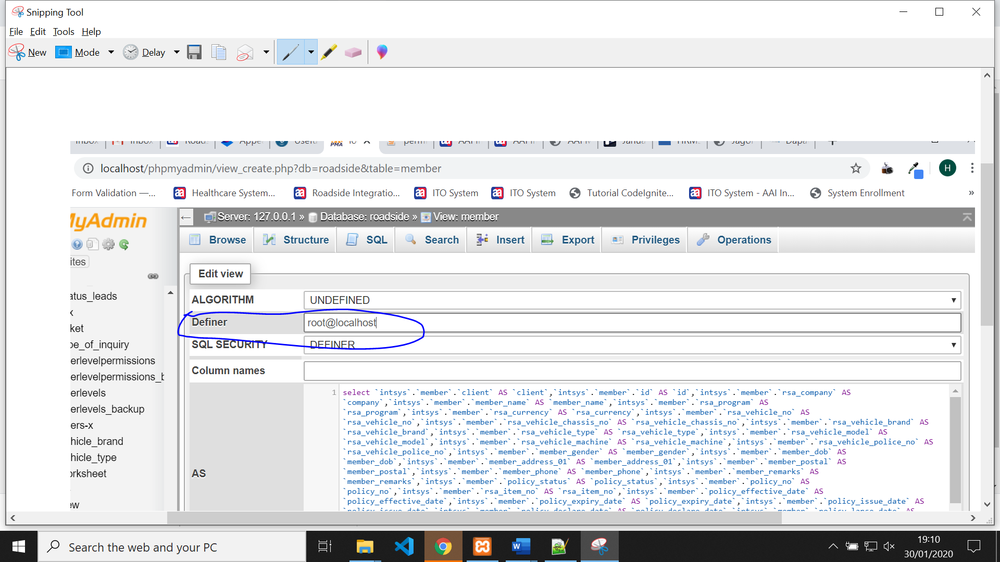 Snipping Tool
File Edit Tools Help
New Mode Delay
localhost/phpmyadmin/view_create.php?db=roadside&table=member
H
Form Validation —... Healthcare System... Roadside Integratio... ITO System ITO System Tutorial CodeIgnite... ITO System - AAI In... System Enrollment »
MyAdmin
← Server: 127.0.0.1 » Database: roadside » View: member
Browse Structure SQL Search Insert Export Privileges Operations
ites
atus_leads
x
ket
pe_of_inquiry
erlevelpermissions
erlevelpermissions_b
erlevels
erlevels_backup
ers-x
hicle_brand
hicle_type
orksheet
ew
Edit view
ALGORITHM UNDEFINED
Definer root@localhost
SQL SECURITY DEFINER
Column names
AS
1 select `intsys`.`member`.`client` AS `client`,`intsys`.`member`.`id` AS `id`,`intsys`.`member`.`rsa_company` AS
`company`,`intsys`.`member`.`member_name` AS `member_name`,`intsys`.`member`.`rsa_program` AS
`rsa_program`,`intsys`.`member`.`rsa_currency` AS `rsa_currency`,`intsys`.`member`.`rsa_vehicle_no` AS
`rsa_vehicle_no`,`intsys`.`member`.`rsa_vehicle_chassis_no` AS `rsa_vehicle_chassis_no`,`intsys`.`member`.`rsa_vehicle_brand` AS
`rsa_vehicle_brand`,`intsys`.`member`.`rsa_vehicle_type` AS `rsa_vehicle_type`,`intsys`.`member`.`rsa_vehicle_model` AS
`rsa_vehicle_model`,`intsys`.`member`.`rsa_vehicle_machine` AS `rsa_vehicle_machine`,`intsys`.`member`.`rsa_vehicle_police_no` AS
`rsa_vehicle_police_no`,`intsys`.`member`.`member_gender` AS `member_gender`,`intsys`.`member`.`member_dob` AS
`member_dob`,`intsys`.`member`.`member_address_01` AS `member_address_01`,`intsys`.`member`.`member_postal` AS
`member_postal`,`intsys`.`member`.`member_phone` AS `member_phone`,`intsys`.`member`.`member_remarks` AS
`member_remarks`,`intsys`.`member`.`policy_status` AS `policy_status`,`intsys`.`member`.`policy_no` AS
`policy_no`,`intsys`.`member`.`rsa_item_no` AS `rsa_item_no`,`intsys`.`member`.`policy_effective_date` AS
`policy_effective_date`,`intsys`.`member`.`policy_expiry_date` AS `policy_expiry_date`,`intsys`.`member`.`policy_issue_date` AS
Search the web and your PC
19:10
30/01/2020